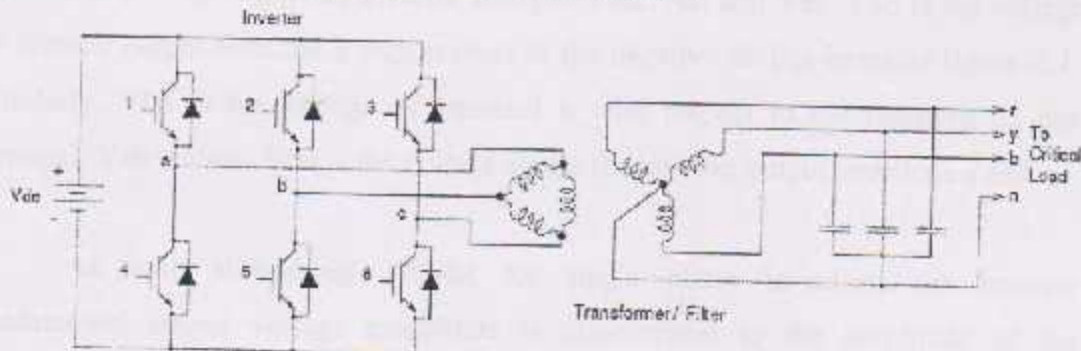 Inverter
1
2
3
a
b
c
4
5
6
Vdc
r
y
b
n
To
Critical
Load
Transformer / Filter